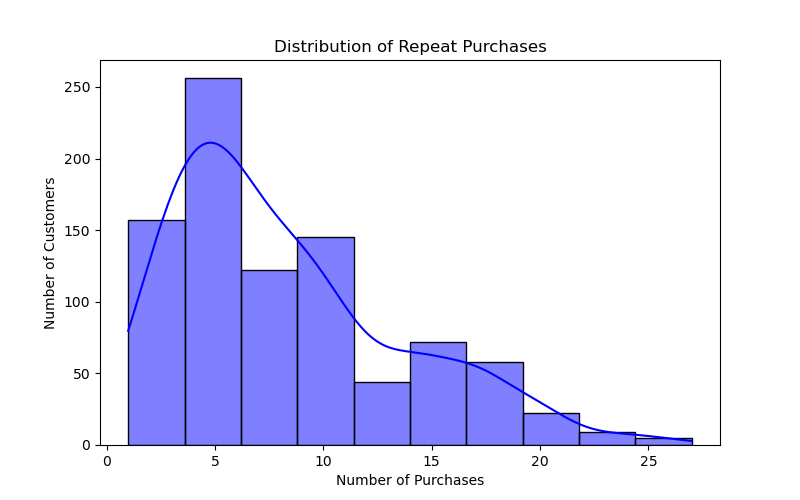 Distribution of Repeat Purchases
250
200
150
100
50
0
Number of Customers
0 5 10 15 20 25
Number of Purchases